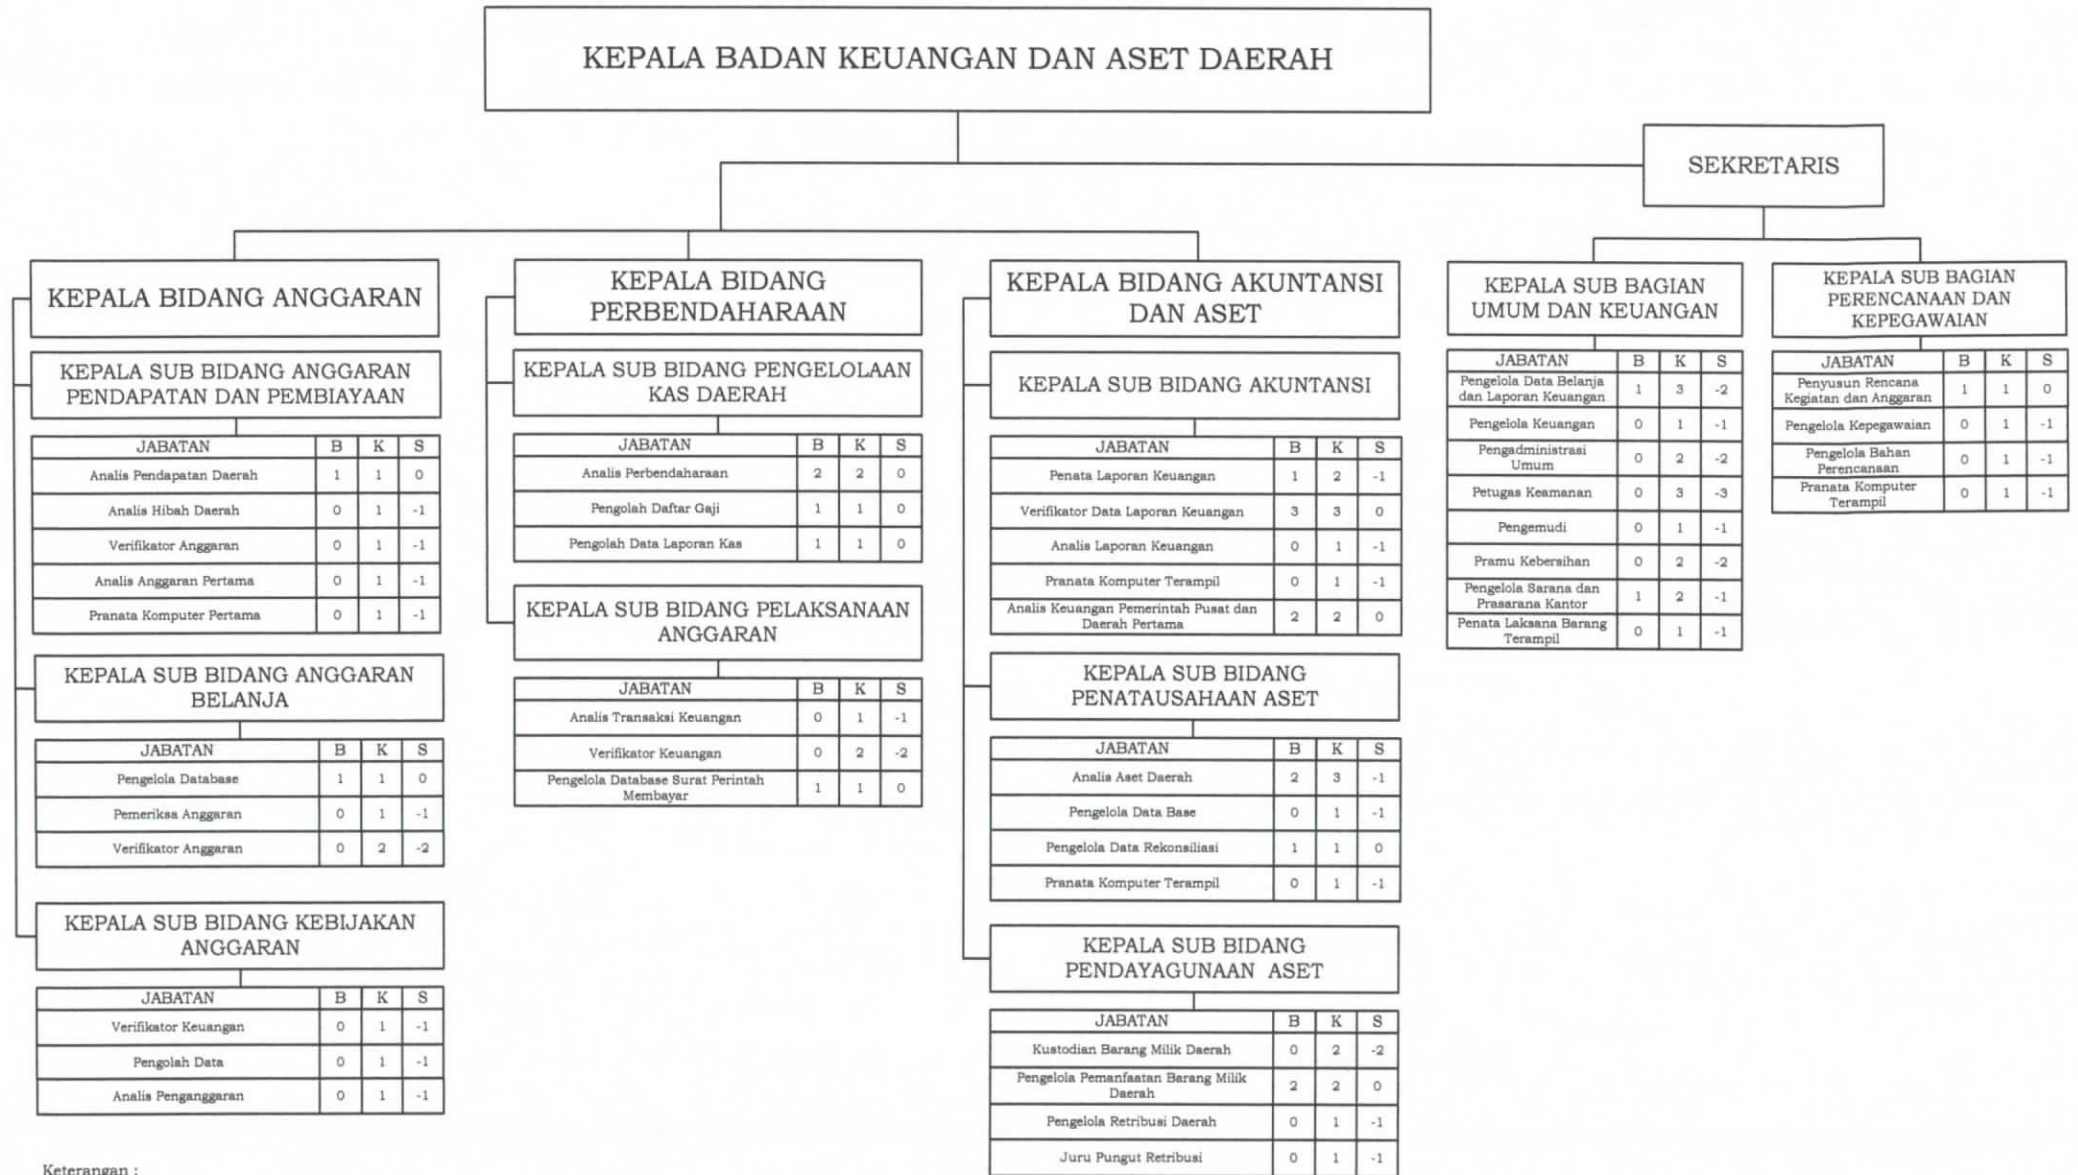 KEPALA BADAN KEUANGAN DAN ASET DAERAH
SEKRETARIS
KEPALA BIDANG ANGGARAN
KEPALA SUB BIDANG ANGGARAN
PENDAPATAN DAN PEMBIAYAAN
JABATAN B K S
Analis Pendapatan Daerah 1 1 0
Analis Hibah Daerah 0 1 -1
Verifikator Anggaran 0 1 -1
Analis Anggaran Pertama 0 1 -1
Pranata Komputer Pertama 0 1 -1
KEPALA SUB BIDANG ANGGARAN
BELANJA
JABATAN B K S
Pengelola Database 1 1 0
Pemeriksa Anggaran 0 1 -1
Verifikator Anggaran 0 2 -2
KEPALA SUB BIDANG KEBIJAKAN
ANGGARAN
JABATAN B K S
Verifikator Keuangan 0 1 -1
Pengolah Data 0 1 -1
Analis Penganggaran 0 1 -1
Keterangan :
KEPALA BIDANG
PERBENDAHARAAN
KEPALA SUB BIDANG PENGELOLAAN
KAS DAERAH
JABATAN B K S
Analis Perbendaharaan 2 2 0
Pengolah Daftar Gaji 1 1 0
Pengolah Data Laporan Kas 1 1 0
KEPALA SUB BIDANG PELAKSANAAN
ANGGARAN
JABATAN B K S
Analis Transaksi Keuangan 0 1 -1
Verifikator Keuangan 0 2 -2
Pengelola Database Surat Perintah
Membayar 1 1 0
KEPALA BIDANG AKUNTANSI
DAN ASET
KEPALA SUB BIDANG AKUNTANSI
JABATAN B K S
Penata Laporan Keuangan 1 2 -1
Verifikator Data Laporan Keuangan 3 3 0
Analis Laporan Keuangan 0 1 -1
Pranata Komputer Terampil 0 1 -1
Analis Keuangan Pemerintah Pusat dan
Daerah Pertama 2 2 0
KEPALA SUB BIDANG
PENATAUSAHAAN ASET
JABATAN B K S
Analis Aset Daerah 2 3 -1
Pengelola Data Base 0 1 -1
Pengelola Data Rekonsiliasi 1 1 0
Pranata Komputer Terampil 0 1 -1
KEPALA SUB BIDANG
PENDAYAGUNAAN ASET
JABATAN B K S
Kustodian Barang Milik Daerah 0 2 -2
Pengelola Pemanfaatan Barang Milik
Daerah 2 2 0
Pengelola Retribusi Daerah 0 1 -1
Juru Pungut Retribusi 0 1 -1
KEPALA SUB BAGIAN
UMUM DAN KEUANGAN
JABATAN B K S
Pengelola Data Belanja
dan Laporan Keuangan 1 3 -2
Pengelola Keuangan 0 1 -1
Pengadministrasi
Umum 0 2 -2
Petugas Keamanan 0 3 -3
Pengemudi 0 1 -1
Pramu Kebersihan 0 2 -2
Pengelola Sarana dan
Prasarana Kantor 1 2 -1
Penata Laksana Barang
Terampil 0 1 -1
KEPALA SUB BAGIAN
PERENCANAAN DAN
KEPEGAWAIAN
JABATAN B K S
Penyusun Rencana
Kegiatan dan Anggaran 1 1 0
Pengelola Kepegawaian 0 1 -1
Pengelola Bahan
Perencanaan 0 1 -1
Pranata Komputer
Terampil 0 1 -1